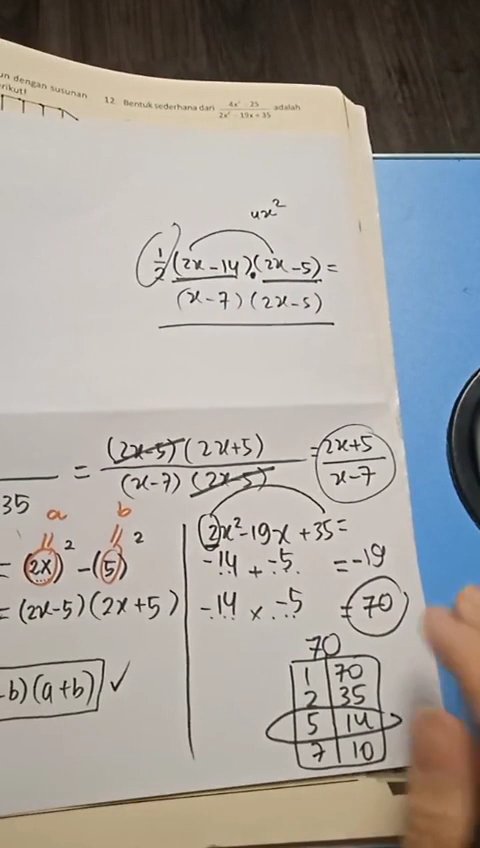 un dengan susunan
erikut!
12. Bentuk sederhana dari (4x² - 25)/(2x² - 19x + 35) adalah
4x²
½(2x-14).(2x-5) =
(x-7)(2x-5)
35 = (2x-5)(2x+5)/(x-7)(2x-5) = 2x+5/x-7
a b
= (2x)² - (5)²
= (2x-5)(2x+5)
-b)(a+b) ✓
2x²-19x+35=
-14 + -5 = -19
-14 × -5 = 70
70
1 70
2 35
5 14
7 10